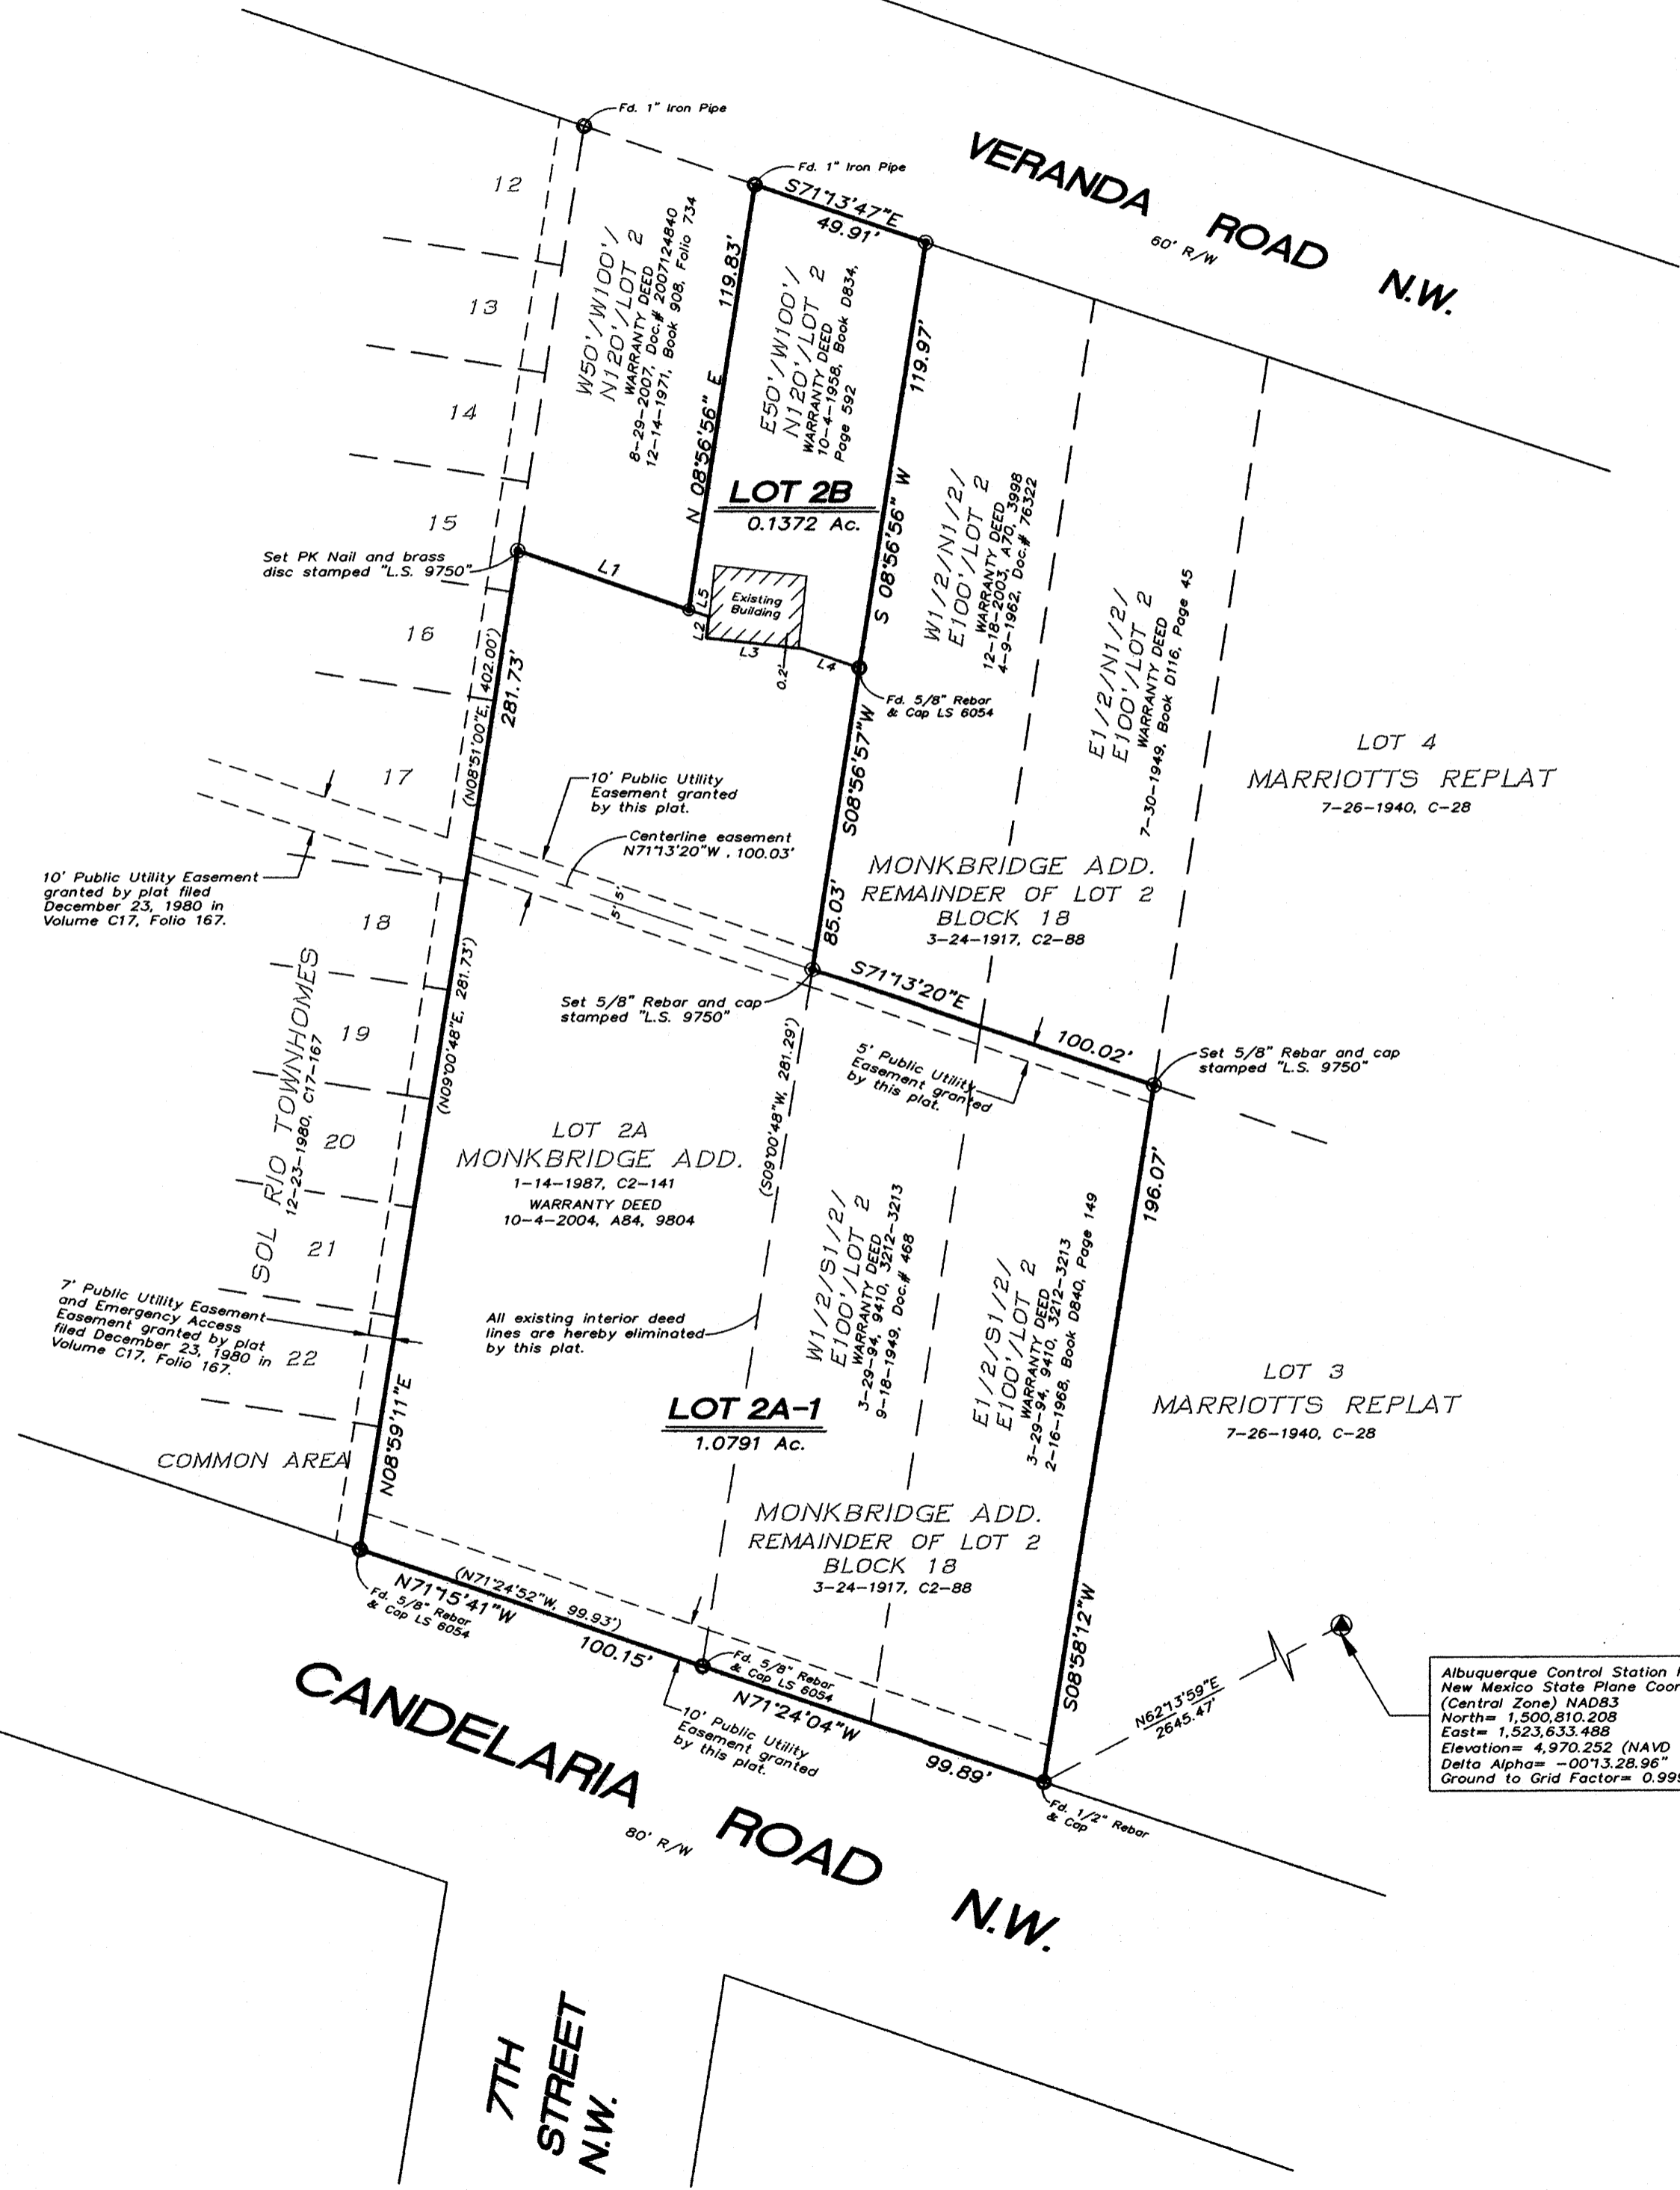 Fd. 1" Iron Pipe
Fd. 1" Iron Pipe
VERANDA ROAD N.W.
60' R/W
S71°13'47"E
49.91'
12
13
14
15
16
17
W50'/W100'/
N120'/LOT 2
WARRANTY DEED
8-29-2007, Doc.# 2007124840
12-14-1971, Book 908, Folio 734
N 08°56'56" E
119.83'
E50'/W100'/
N120'/LOT 2
WARRANTY DEED
10-4-1958, Book D834,
Page 592
LOT 2B
0.1372 Ac.
S 08°56'56" W
119.97'
W1/2/N1/2/
E100'/LOT 2
WARRANTY DEED
12-18-2003, A70, 3998
4-9-1962, Doc.# 76322
E1/2/N1/2/
E100'/LOT 2
WARRANTY DEED
7-30-1949, Book D116, Page 45
Set PK Nail and brass
disc stamped "L.S. 9750"
L1
L5
L2
Existing
Building
L3
0.2'
L4
Fd. 5/8" Rebar
& Cap LS 6054
(N08°51'00"E, 402.00')
281.73'
S08°56'57"W
85.03'
LOT 4
MARRIOTTS REPLAT
7-26-1940, C-28
10' Public Utility
Easement granted
by this plat.
Centerline easement
N71°13'20"W , 100.03'
5' 5'
MONKBRIDGE ADD.
REMAINDER OF LOT 2
BLOCK 18
3-24-1917, C2-88
10' Public Utility Easement
granted by plat filed
December 23, 1980 in
Volume C17, Folio 167.
18
19
20
21
22
SOL RIO TOWNHOMES
12-23-1980, C17-167
(N09°00'48"E, 281.73')
Set 5/8" Rebar and cap
stamped "L.S. 9750"
S71°13'20"E
100.02'
Set 5/8" Rebar and cap
stamped "L.S. 9750"
5' Public Utility
Easement granted
by this plat.
(S09°00'48"W, 281.29')
LOT 2A
MONKBRIDGE ADD.
1-14-1987, C2-141
WARRANTY DEED
10-4-2004, A84, 9804
196.07'
W1/2/S1/2/
E100'/LOT 2
WARRANTY DEED
3-29-94, 9410, 3212-3213
9-18-1949, Doc.# 468
E1/2/S1/2/
E100'/LOT 2
WARRANTY DEED
3-29-94, 9410, 3212-3213
2-16-1968, Book D840, Page 149
7' Public Utility Easement
and Emergency Access
Easement granted by plat
filed December 23, 1980 in
Volume C17, Folio 167.
All existing interior deed
lines are hereby eliminated
by this plat.
LOT 3
MARRIOTTS REPLAT
7-26-1940, C-28
LOT 2A-1
1.0791 Ac.
COMMON AREA
N08°59'11"E
MONKBRIDGE ADD.
REMAINDER OF LOT 2
BLOCK 18
3-24-1917, C2-88
S08°58'12"W
(N71°24'52"W, 99.93')
N71°15'41"W
100.15'
Fd. 5/8" Rebar
& Cap LS 6054
Fd. 5/8" Rebar
& Cap LS 6054
N71°24'04"W
99.89'
10' Public Utility
Easement granted
by this plat.
Fd. 1/2" Rebar
& Cap
N62°13'59"E
2645.47'
Albuquerque Control Station
New Mexico State Plane Coor
(Central Zone) NAD83
North= 1,500,810.208
East= 1,523,633.488
Elevation= 4,970.252 (NAVD
Delta Alpha= -00°13.28.96"
Ground to Grid Factor= 0.999
CANDELARIA ROAD N.W.
80' R/W
7TH
STREET
N.W.